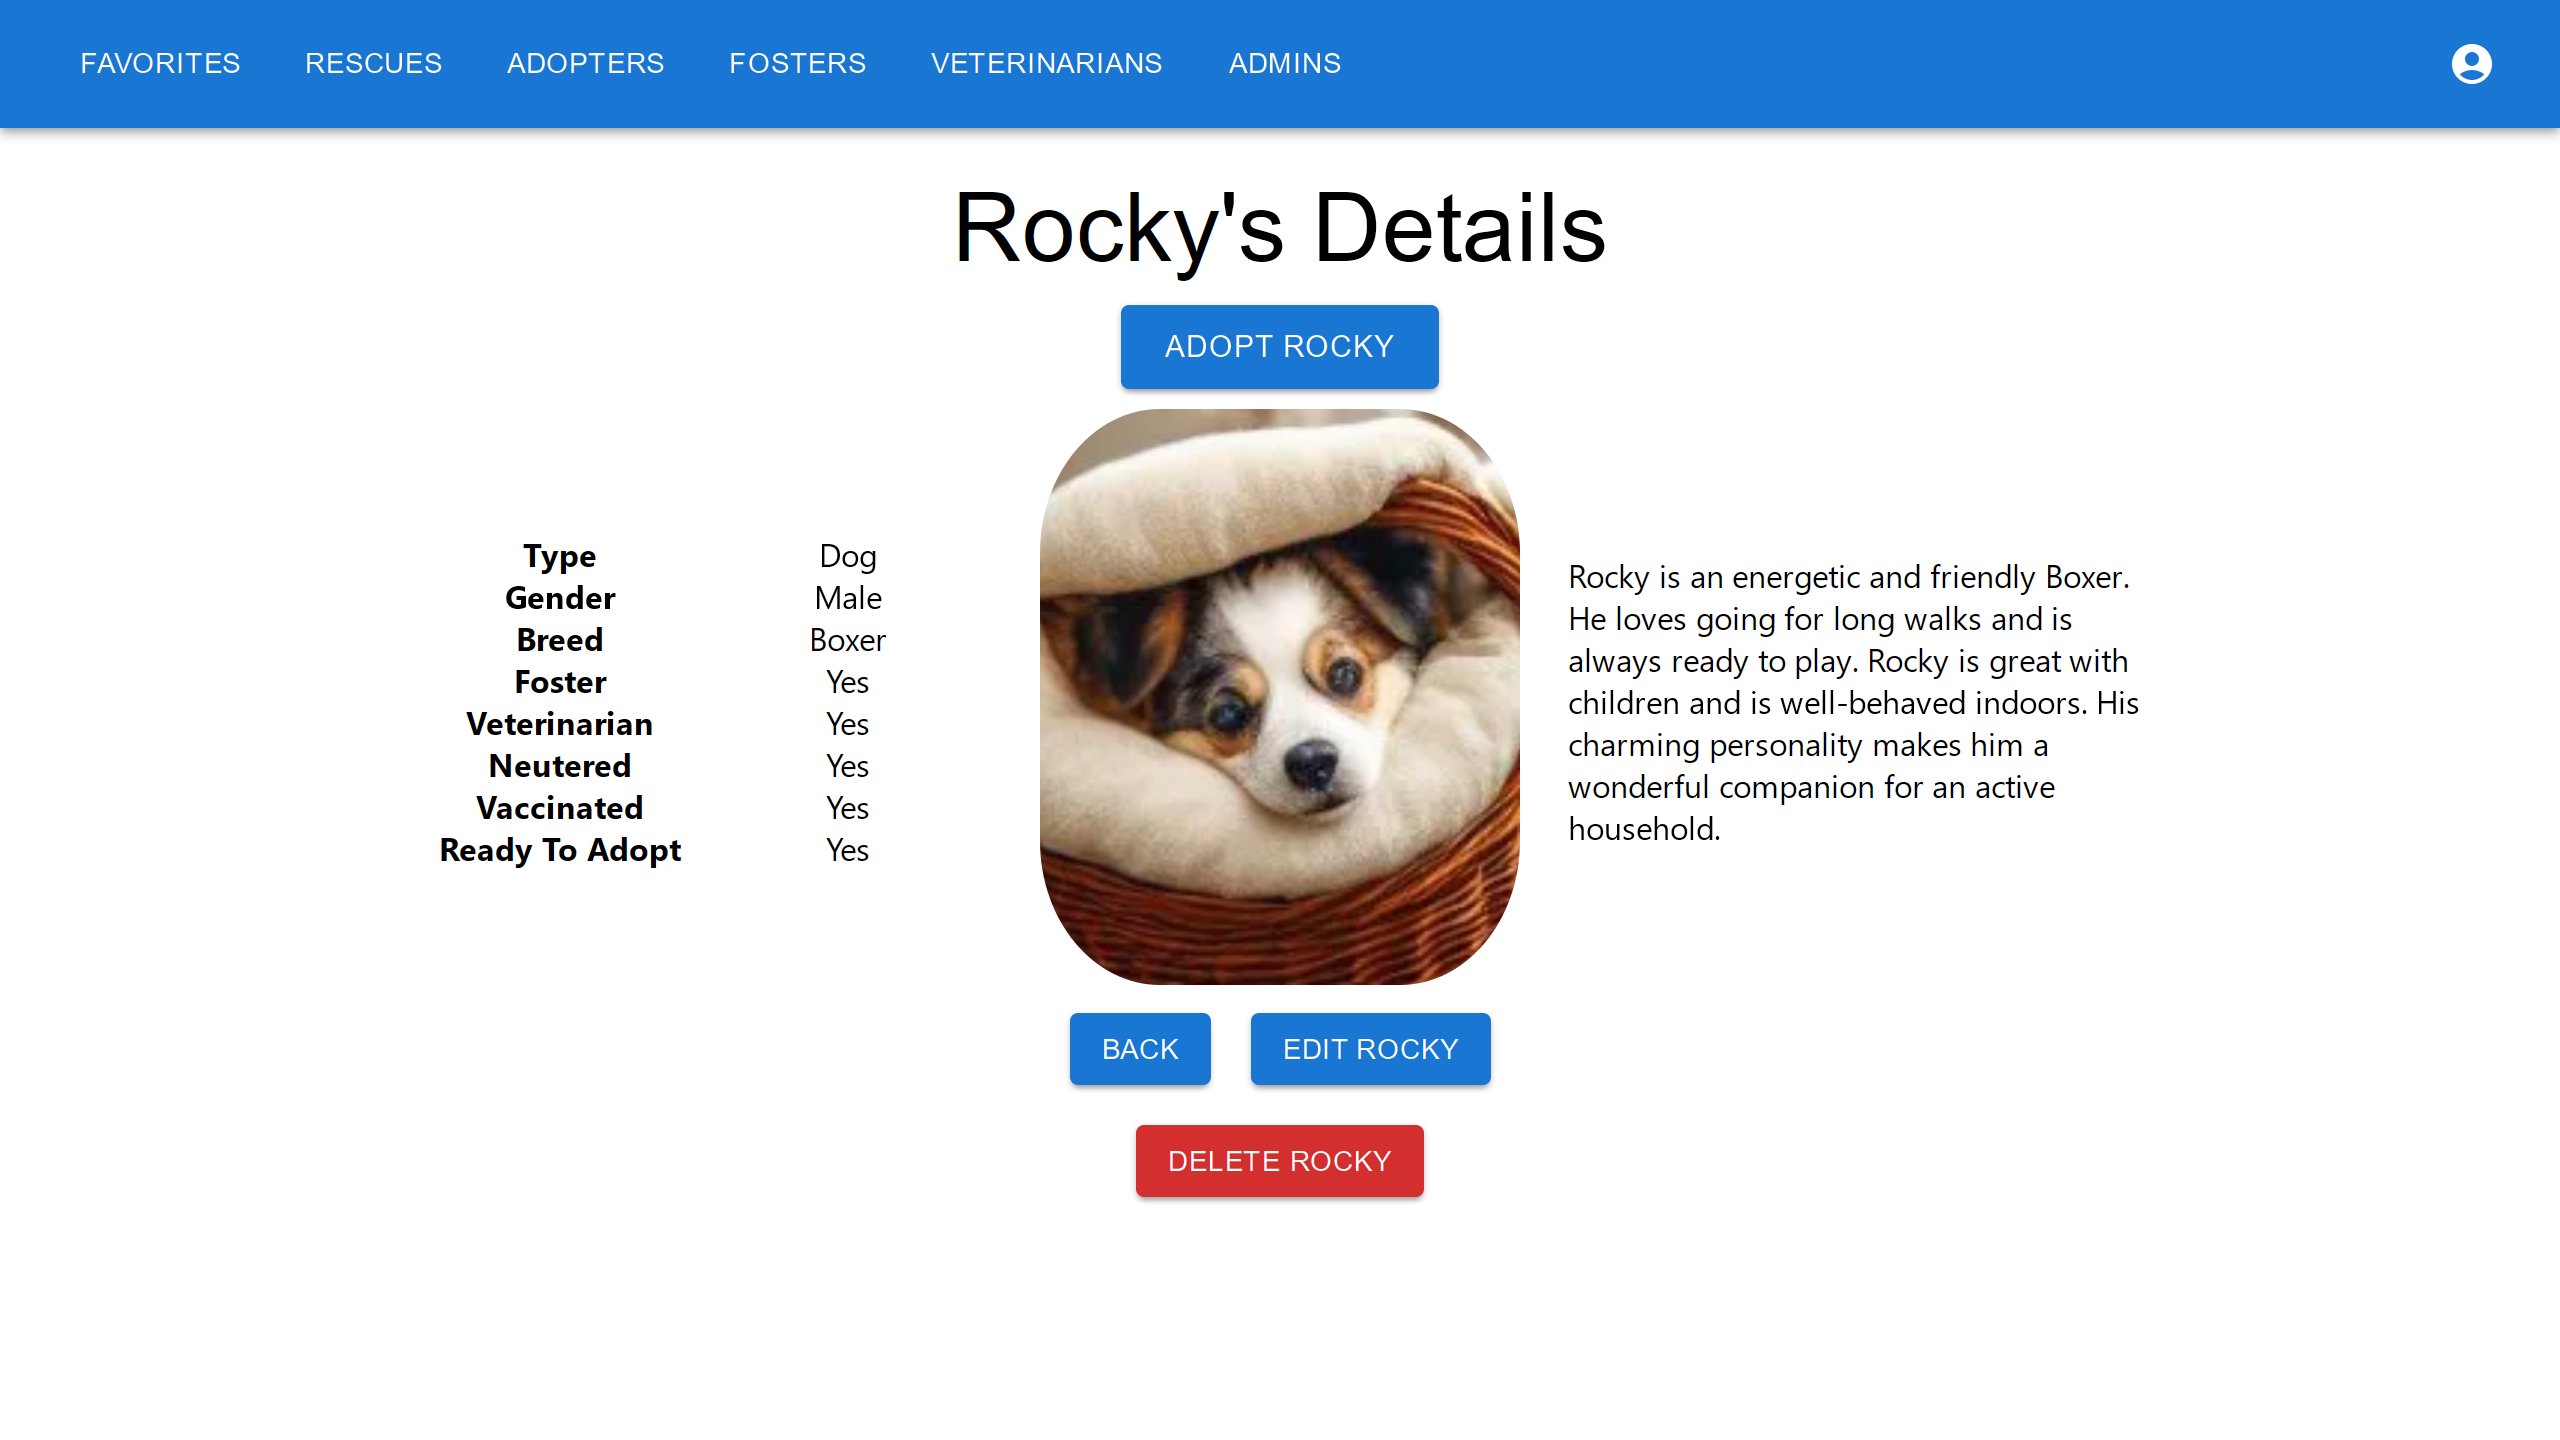 FAVORITES RESCUES ADOPTERS FOSTERS VETERINARIANS ADMINS
Rocky's Details
ADOPT ROCKY
Type Dog
Gender Male
Breed Boxer
Foster Yes
Veterinarian Yes
Neutered Yes
Vaccinated Yes
Ready To Adopt Yes
Rocky is an energetic and friendly Boxer.
He loves going for long walks and is
always ready to play. Rocky is great with
children and is well-behaved indoors. His
charming personality makes him a
wonderful companion for an active
household.
BACK EDIT ROCKY
DELETE ROCKY